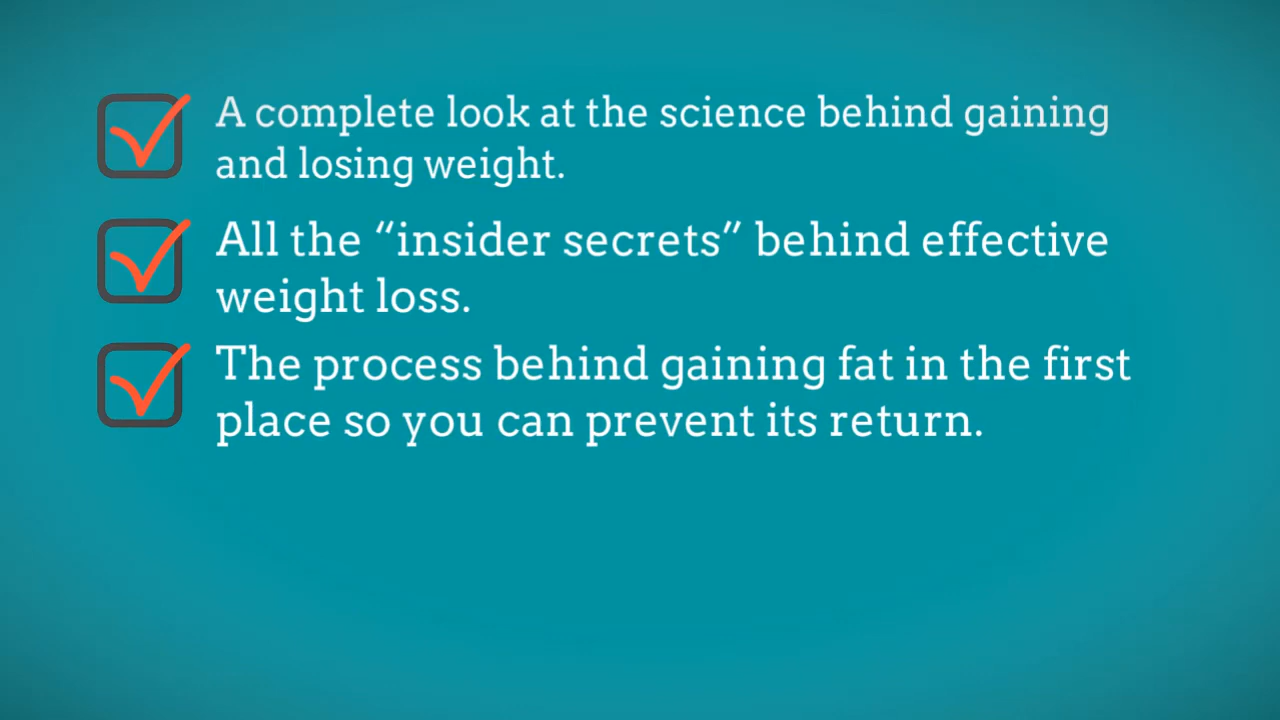 A complete look at the science behind gaining
and losing weight.
All the “insider secrets” behind effective
weight loss.
The process behind gaining fat in the first
place so you can prevent its return.